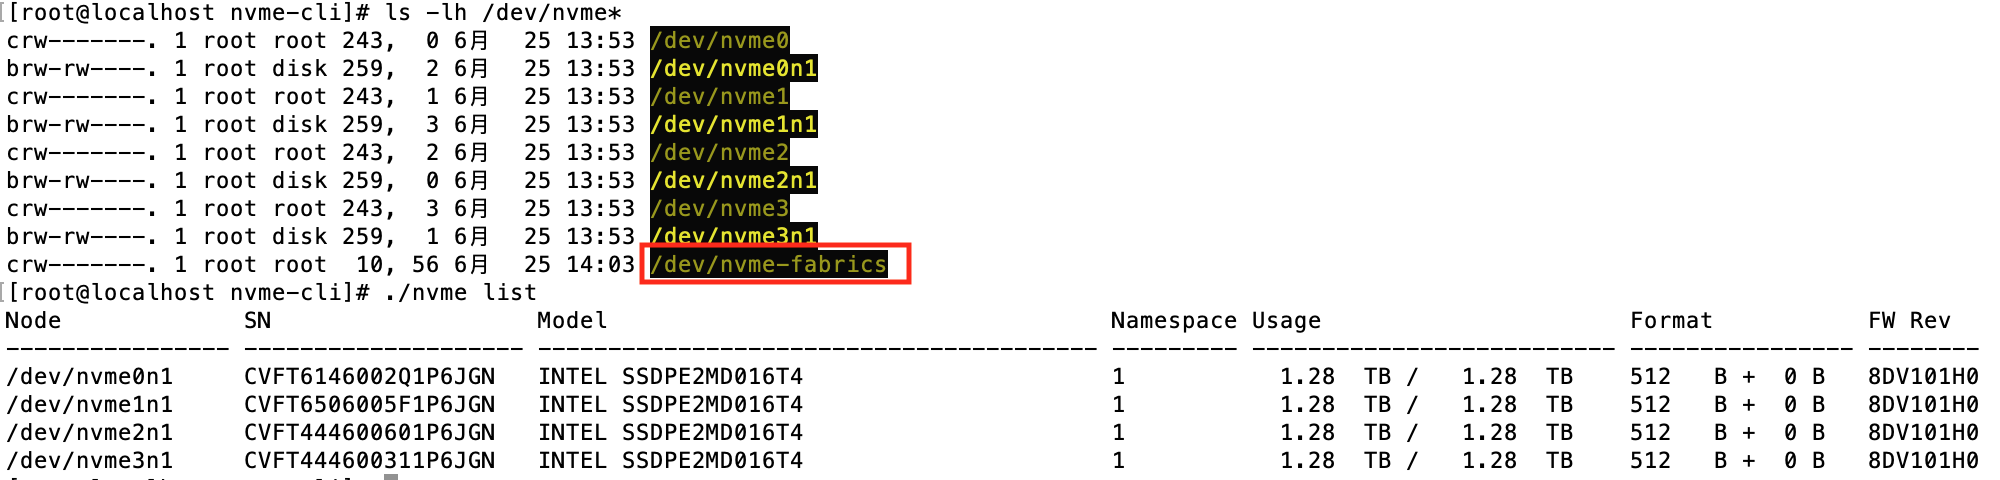 [[root@localhost nvme-cli]# ls -lh /dev/nvme*
crw-------. 1 root root 243,  0 6月   25 13:53 /dev/nvme0
brw-rw----. 1 root disk 259,  2 6月   25 13:53 /dev/nvme0n1
crw-------. 1 root root 243,  1 6月   25 13:53 /dev/nvme1
brw-rw----. 1 root disk 259,  3 6月   25 13:53 /dev/nvme1n1
crw-------. 1 root root 243,  2 6月   25 13:53 /dev/nvme2
brw-rw----. 1 root disk 259,  0 6月   25 13:53 /dev/nvme2n1
crw-------. 1 root root 243,  3 6月   25 13:53 /dev/nvme3
brw-rw----. 1 root disk 259,  1 6月   25 13:53 /dev/nvme3n1
crw-------. 1 root root  10, 56 6月   25 14:03 /dev/nvme-fabrics
[[root@localhost nvme-cli]# ./nvme list
Node             SN                   Model                                    Namespace Usage                      Format           FW Rev
---------------- -------------------- ---------------------------------------- --------- -------------------------- ---------------- --------
/dev/nvme0n1     CVFT6146002Q1P6JGN   INTEL SSDPE2MD016T4                      1           1.28  TB /   1.28  TB    512   B +  0 B   8DV101H0
/dev/nvme1n1     CVFT6506005F1P6JGN   INTEL SSDPE2MD016T4                      1           1.28  TB /   1.28  TB    512   B +  0 B   8DV101H0
/dev/nvme2n1     CVFT444600601P6JGN   INTEL SSDPE2MD016T4                      1           1.28  TB /   1.28  TB    512   B +  0 B   8DV101H0
/dev/nvme3n1     CVFT444600311P6JGN   INTEL SSDPE2MD016T4                      1           1.28  TB /   1.28  TB    512   B +  0 B   8DV101H0